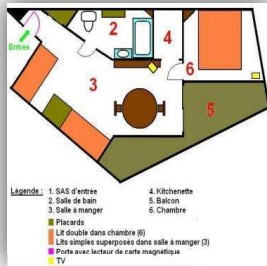 2
4
Entrée
3
6
5
Légende : 1. SAS d'entrée
2. Salle de bain
3. Salle à manger
4. Kitchenette
5. Balcon
6. Chambre
Placards
Lit double dans chambre (6)
Lits simples superposés dans salle à manger (3)
Porte avec lecteur de carte magnétique
TV